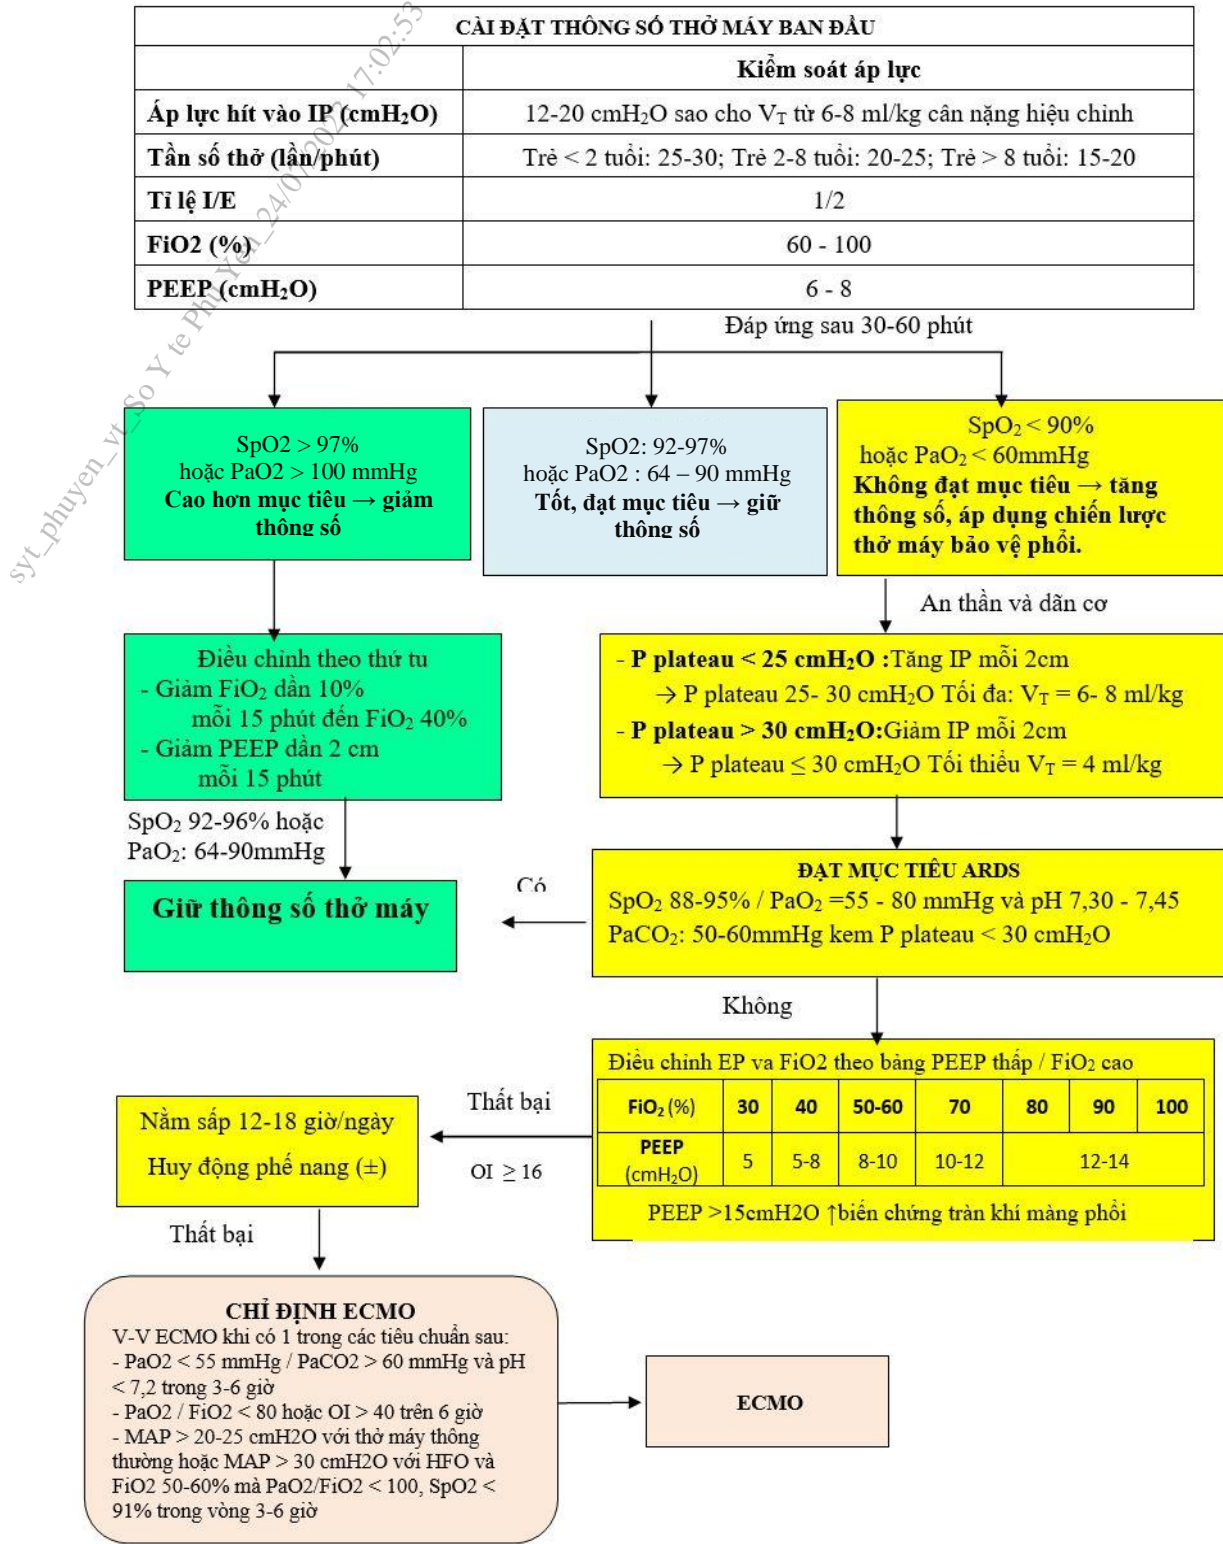 CÀI ĐẶT THÔNG SỐ THỞ MÁY BAN ĐẦU
Kiểm soát áp lực
Áp lực hít vào IP (cmH₂O) 12-20 cmH₂O sao cho V_T từ 6-8 ml/kg cân nặng hiệu chỉnh
Tần số thở (lần/phút) Trẻ < 2 tuổi: 25-30; Trẻ 2-8 tuổi: 20-25; Trẻ > 8 tuổi: 15-20
Tỉ lệ I/E 1/2
FiO2 (%) 60 - 100
PEEP (cmH₂O) 6 - 8
Đáp ứng sau 30-60 phút
SpO2 > 97%
hoặc PaO2 > 100 mmHg
Cao hơn mục tiêu → giảm
thông số
SpO2: 92-97%
hoặc PaO2 : 64 – 90 mmHg
Tốt, đạt mục tiêu → giữ
thông số
SpO₂ < 90%
hoặc PaO₂ < 60mmHg
Không đạt mục tiêu → tăng
thông số, áp dụng chiến lược
thở máy bảo vệ phổi.
An thần và dãn cơ
Điều chỉnh theo thứ tu
- Giảm FiO₂ dần 10%
mỗi 15 phút đến FiO₂ 40%
- Giảm PEEP dần 2 cm
mỗi 15 phút
- P plateau < 25 cmH₂O :Tăng IP mỗi 2cm
→ P plateau 25- 30 cmH₂O Tối đa: V_T = 6- 8 ml/kg
- P plateau > 30 cmH₂O:Giảm IP mỗi 2cm
→ P plateau ≤ 30 cmH₂O Tối thiểu V_T = 4 ml/kg
SpO₂ 92-96% hoặc
PaO₂: 64-90mmHg
Giữ thông số thở máy
Có
ĐẠT MỤC TIÊU ARDS
SpO₂ 88-95% / PaO₂ =55 - 80 mmHg và pH 7,30 - 7,45
PaCO₂: 50-60mmHg kem P plateau < 30 cmH₂O
Không
Điều chỉnh EP va FiO2 theo bảng PEEP thấp / FiO₂ cao
FiO₂ (%) 30 40 50-60 70 80 90 100
PEEP
(cmH₂O) 5 5-8 8-10 10-12 12-14
PEEP >15cmH2O ↑biến chứng tràn khí màng phổi
Thất bại
OI ≥ 16
Nằm sấp 12-18 giờ/ngày
Huy động phế nang (±)
Thất bại
CHỈ ĐỊNH ECMO
V-V ECMO khi có 1 trong các tiêu chuẩn sau:
- PaO2 < 55 mmHg / PaCO2 > 60 mmHg và pH
< 7,2 trong 3-6 giờ
- PaO2 / FiO2 < 80 hoặc OI > 40 trên 6 giờ
- MAP > 20-25 cmH2O với thở máy thông
thường hoặc MAP > 30 cmH2O với HFO và
FiO2 50-60% mà PaO2/FiO2 < 100, SpO2 <
91% trong vòng 3-6 giờ
ECMO
syt_phuyen_vt_So Y te Phu Yen_24/07/2023 17:02:53